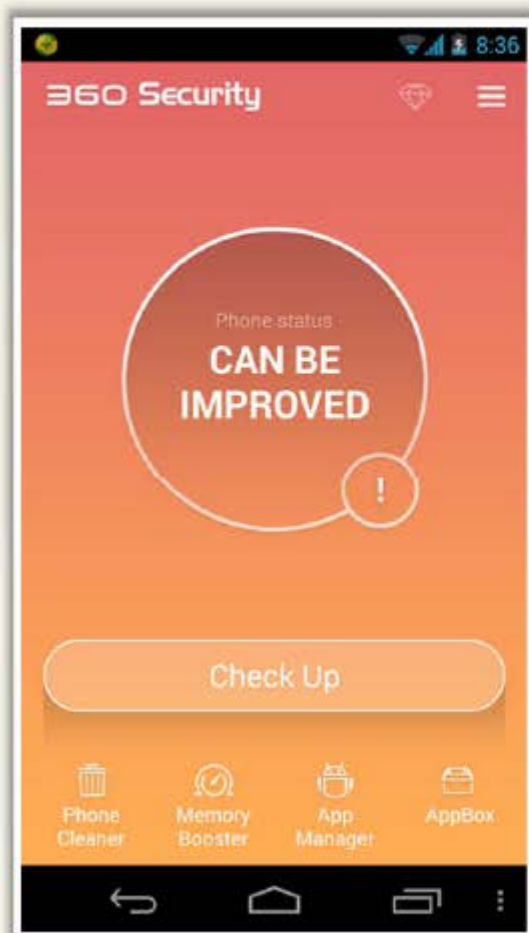 8:36
360 Security
Phone status
CAN BE
IMPROVED
!
Check Up
Phone
Cleaner
Memory
Booster
App
Manager
AppBox